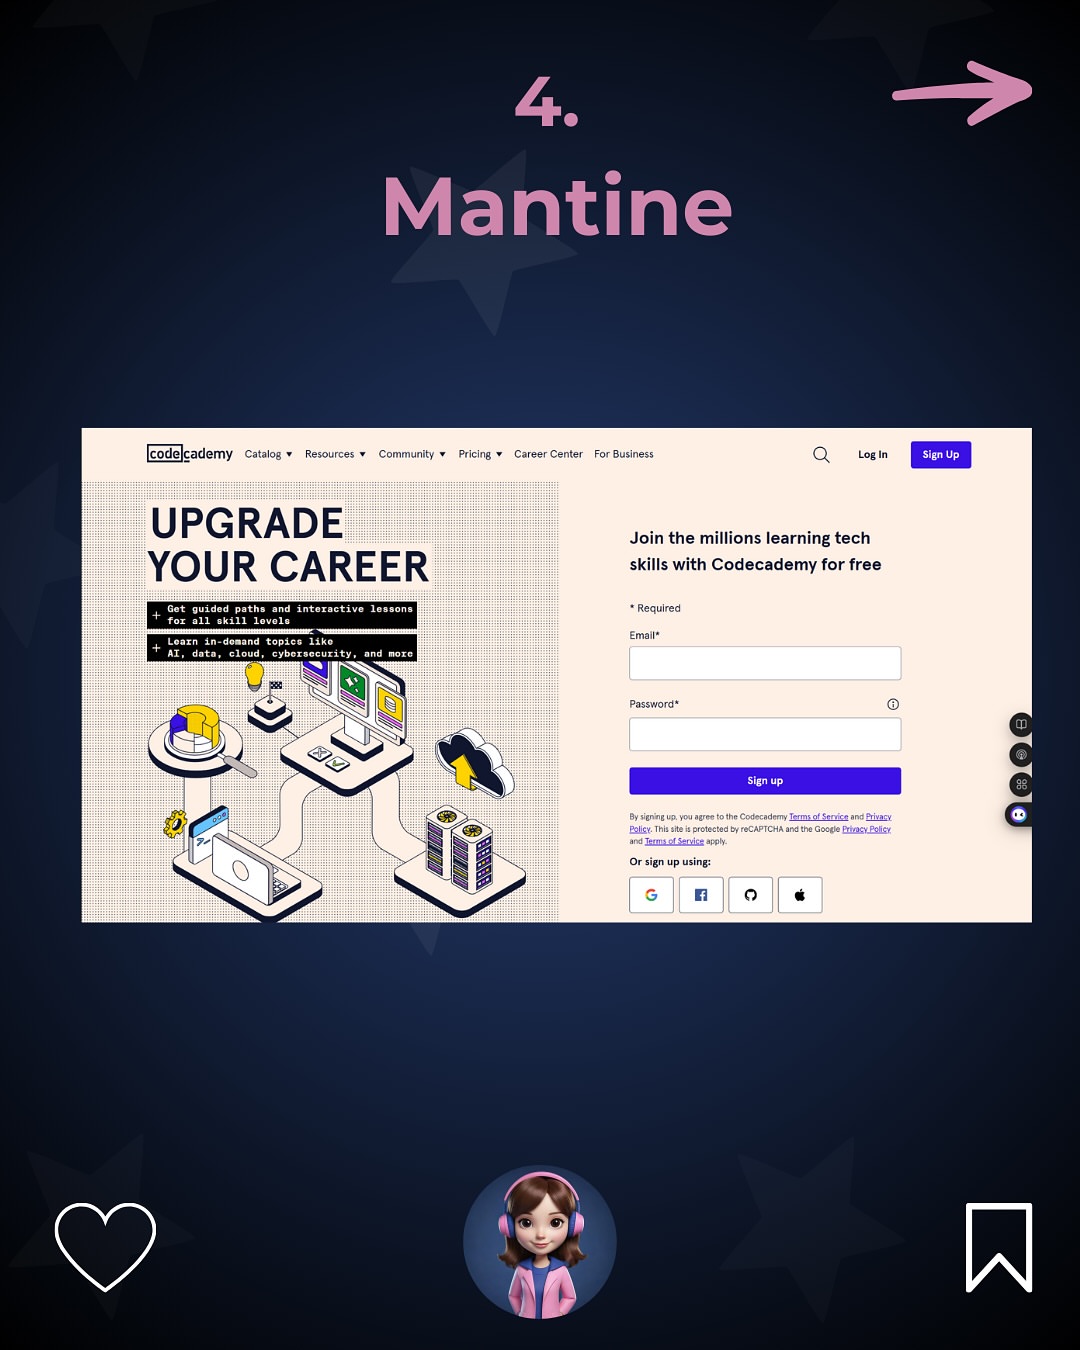 4.
Mantine
codecademy
Catalog
Resources
Community
Pricing
Career Center
For Business
Log In
Sign Up
UPGRADE
YOUR CAREER
+ Get guided paths and interactive lessons
for all skill levels
+ Learn in-demand topics like
AI, data, cloud, cybersecurity, and more
Join the millions learning tech
skills with Codecademy for free
* Required
Email*
Password*
Sign up
By signing up, you agree to the Codecademy Terms of Service and Privacy
Policy. This site is protected by reCAPTCHA and the Google Privacy Policy
and Terms of Service apply.
Or sign up using: